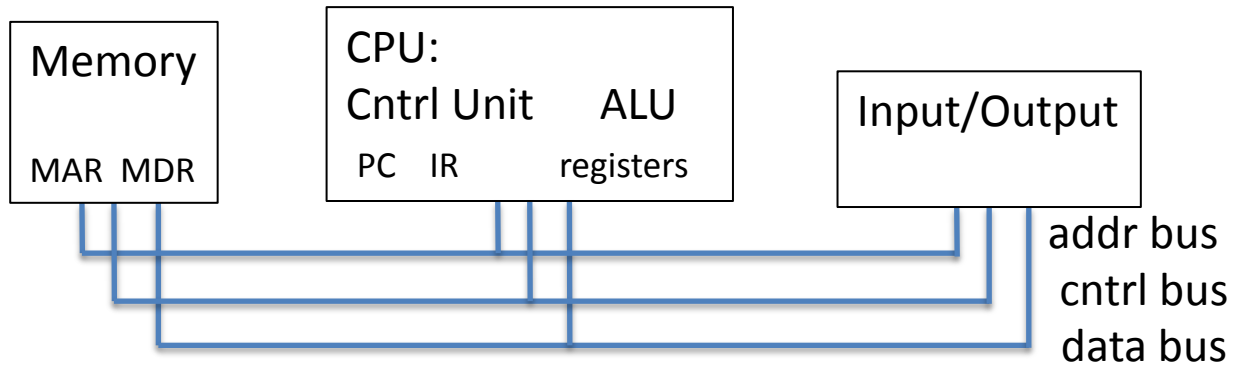 Memory
MAR MDR
CPU:
Cntrl Unit ALU
PC IR registers
Input/Output
addr bus
cntrl bus
data bus